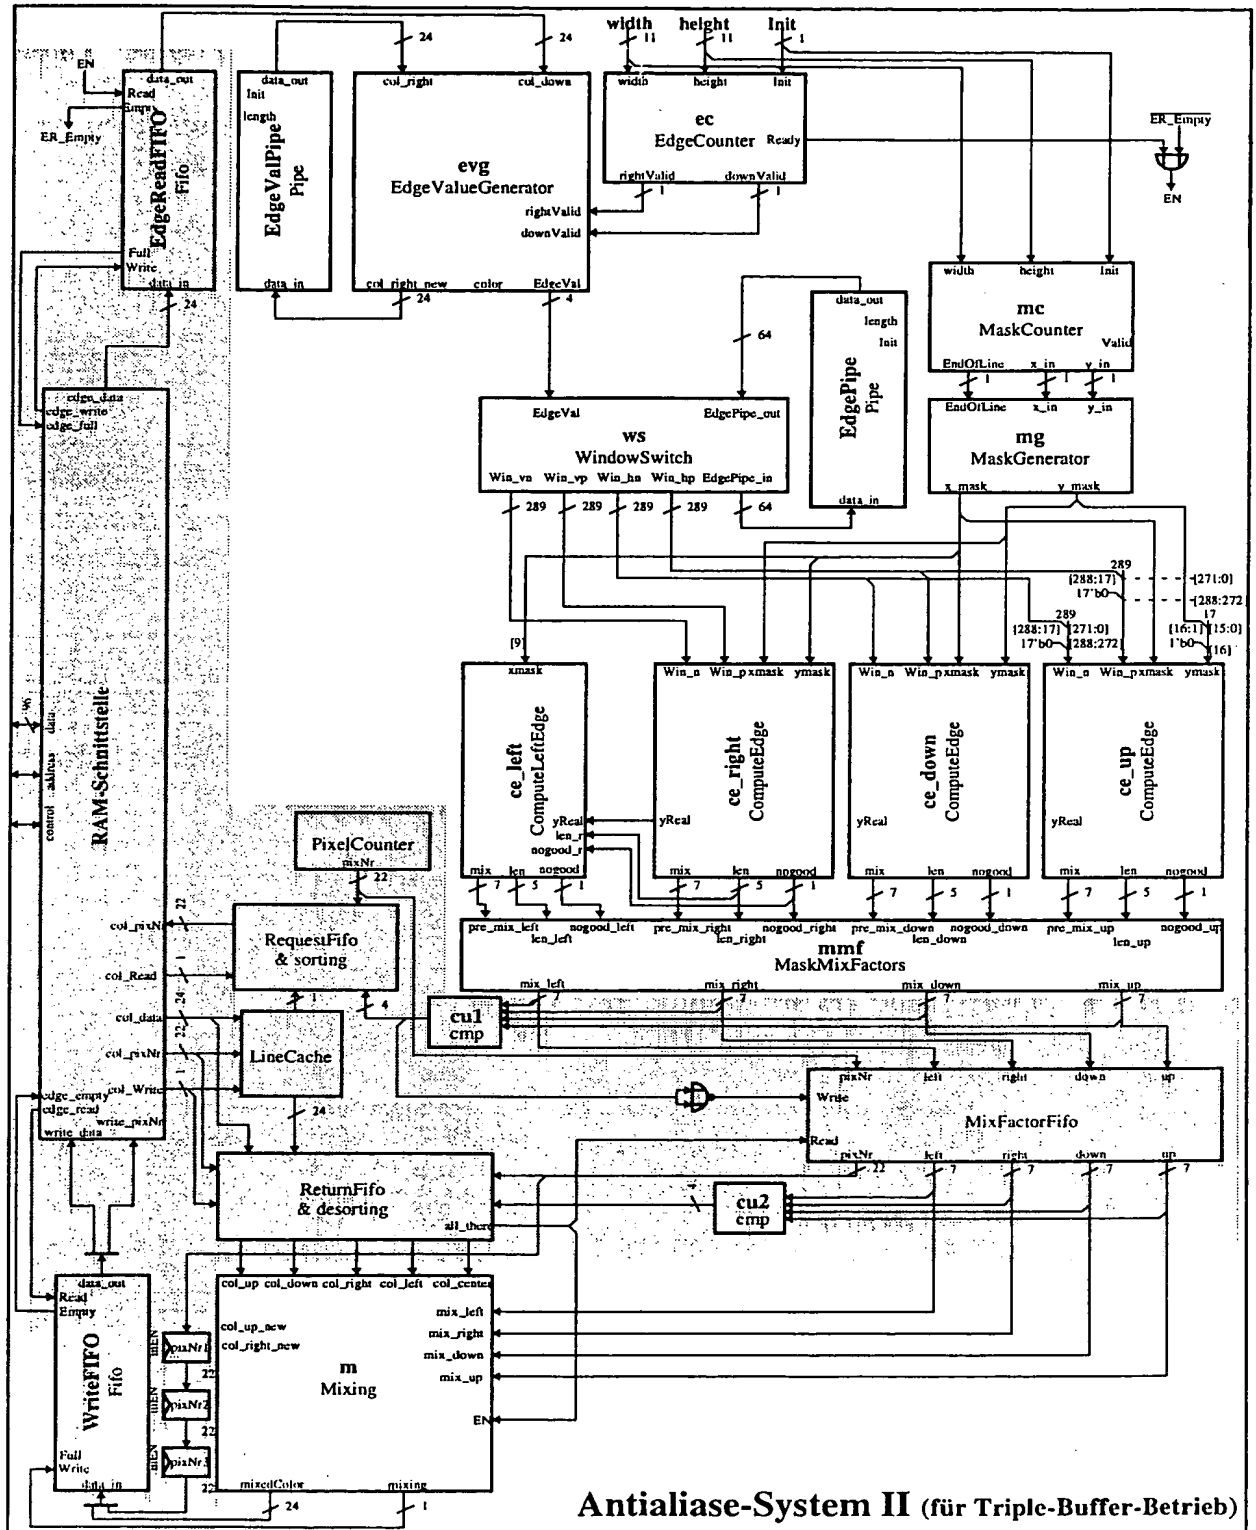 width height Init
24 24 11 11 1
data_out data_out col_right col_down width height Init
EN
Read
Empty
ER_Empty
EdgeReadFIFO
Fifo
Full
Write
data_in
24
Init
length
EdgeValPipe
Pipe
data_in
evg
EdgeValueGenerator
rightValid
downValid
col_right_new color EdgeVal
24 4
ec
EdgeCounter
Ready
rightValid downValid
1 1
ER_Empty
EN
width height Init
mc
MaskCounter
Valid
EndOfLine x_in y_in
1 1 1
EndOfLine x_in y_in
mg
MaskGenerator
x_mask y_mask
data_out
length
Init
EdgePipe
Pipe
data_in
64
EdgeVal EdgePipe_out
ws
WindowSwitch
Win_vn Win_vp Win_hn Win_hp EdgePipe_in
289 289 289 289 64
289
[288:17] [271:0]
17'b0 [288:272]
289 17
[288:17] [271:0] [16:1] [15:0]
17'b0 [288:272] 1'b0 [16]
[9]
xmask
ce_left
ComputeLeftEdge
yReal
len_r
nogood_r
mix len nogood
7 5 1
Win_n Win_p xmask ymask
ce_right
ComputeEdge
yReal
mix len nogood
7 5 1
Win_n Win_p xmask ymask
ce_down
ComputeEdge
yReal
mix len nogood
7 5 1
Win_n Win_p xmask ymask
ce_up
ComputeEdge
yReal
mix len nogood
7 5 1
pre_mix_left nogood_left pre_mix_right nogood_right pre_mix_down nogood_down pre_mix_up nogood_up
len_left len_right len_down len_up
mmf
MaskMixFactors
mix_left mix_right mix_down mix_up
7 7 7 7
edge_data
edge_write
edge_full
RAM-Schnittstelle
96
data
address
control
col_pixNr
22
col_Read
1
col_data
24
col_pixNr
22
col_Write
1
edge_empty
edge_read
write_pixNr
write_data
PixelCounter
pixNr
22
RequestFifo
& sorting
1 4
cu1
cmp
LineCache
24
pixNr left right down up
Write
MixFactorFifo
Read
pixNr left right down up
22 7 7 7 7
ReturnFifo
& desorting
all_there
4
cu2
cmp
data_out
Read
Empty
WriteFIFO
Fifo
Full
Write
data_in
mEN
pixNr1
22
mEN
pixNr2
22
mEN
pixNr3
22
col_up col_down col_right col_left col_center
mix_left
col_up_new
mix_right
col_right_new
mix_down
m
Mixing
mix_up
EN
mixedColor mixing
24 1
Antialiase-System II (für Triple-Buffer-Betrieb)